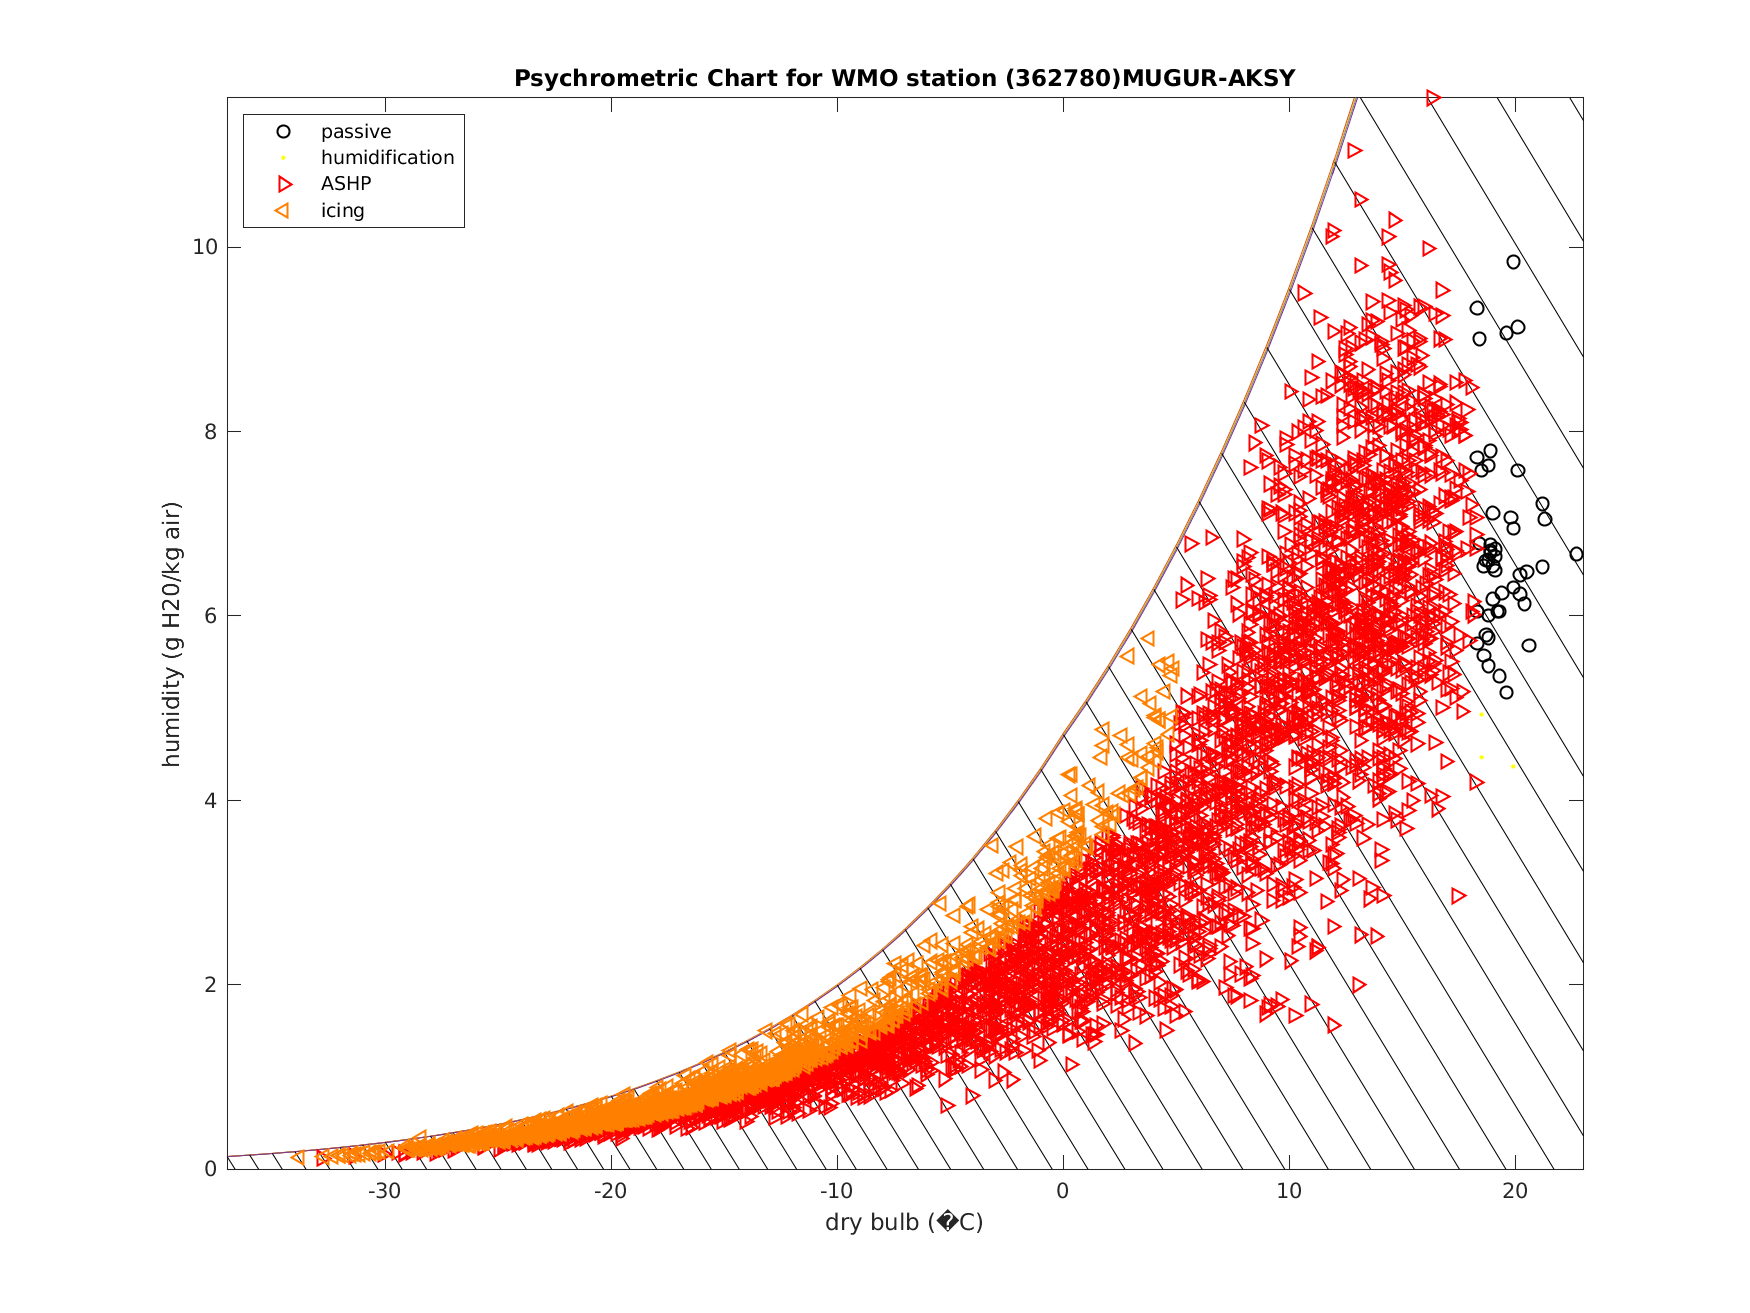 Psychrometric Chart for WMO station (362780)MUGUR-AKSY
passive
humidification
ASHP
icing
10
8
6
4
2
0
humidity (g H20/kg air)
-30 -20 -10 0 10 20
dry bulb (�C)